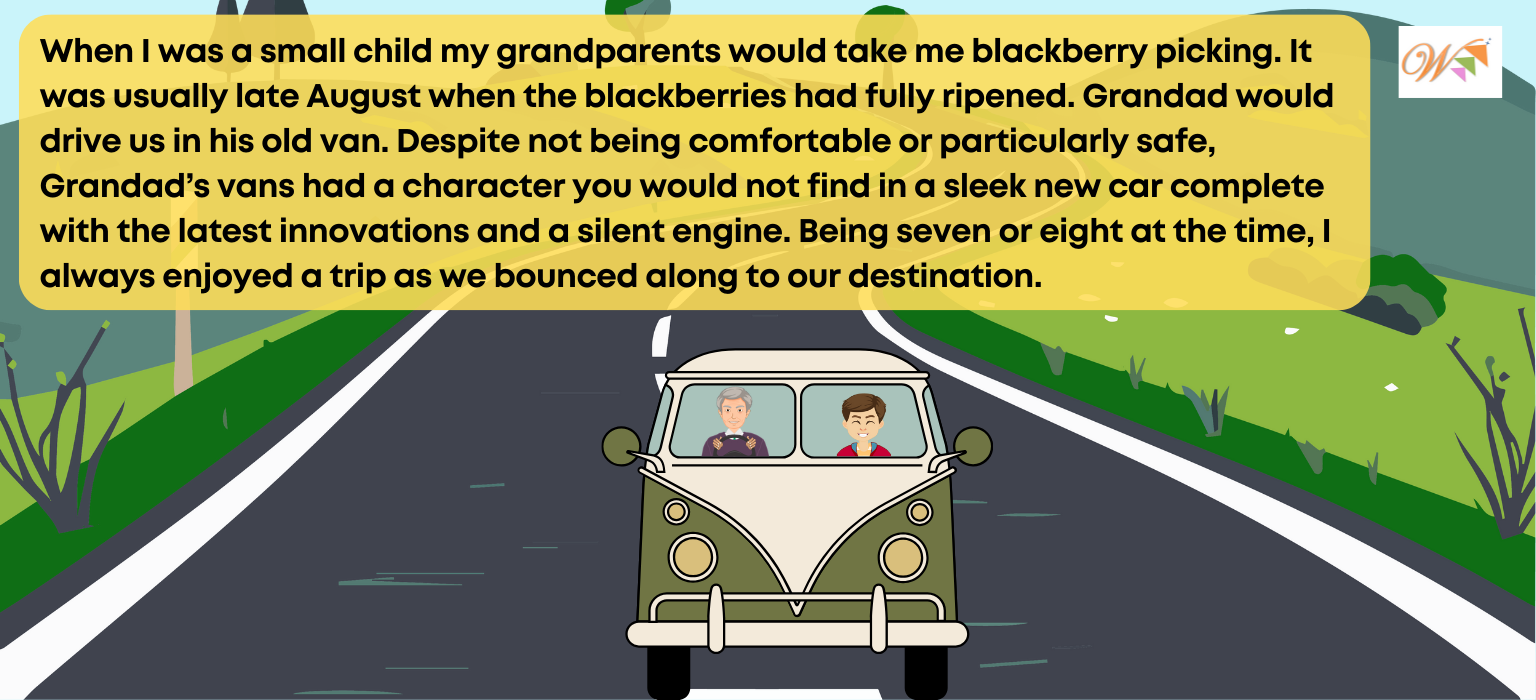 When I was a small child my grandparents would take me blackberry picking. It
was usually late August when the blackberries had fully ripened. Grandad would
drive us in his old van. Despite not being comfortable or particularly safe,
Grandad’s vans had a character you would not find in a sleek new car complete
with the latest innovations and a silent engine. Being seven or eight at the time, I
always enjoyed a trip as we bounced along to our destination.
W